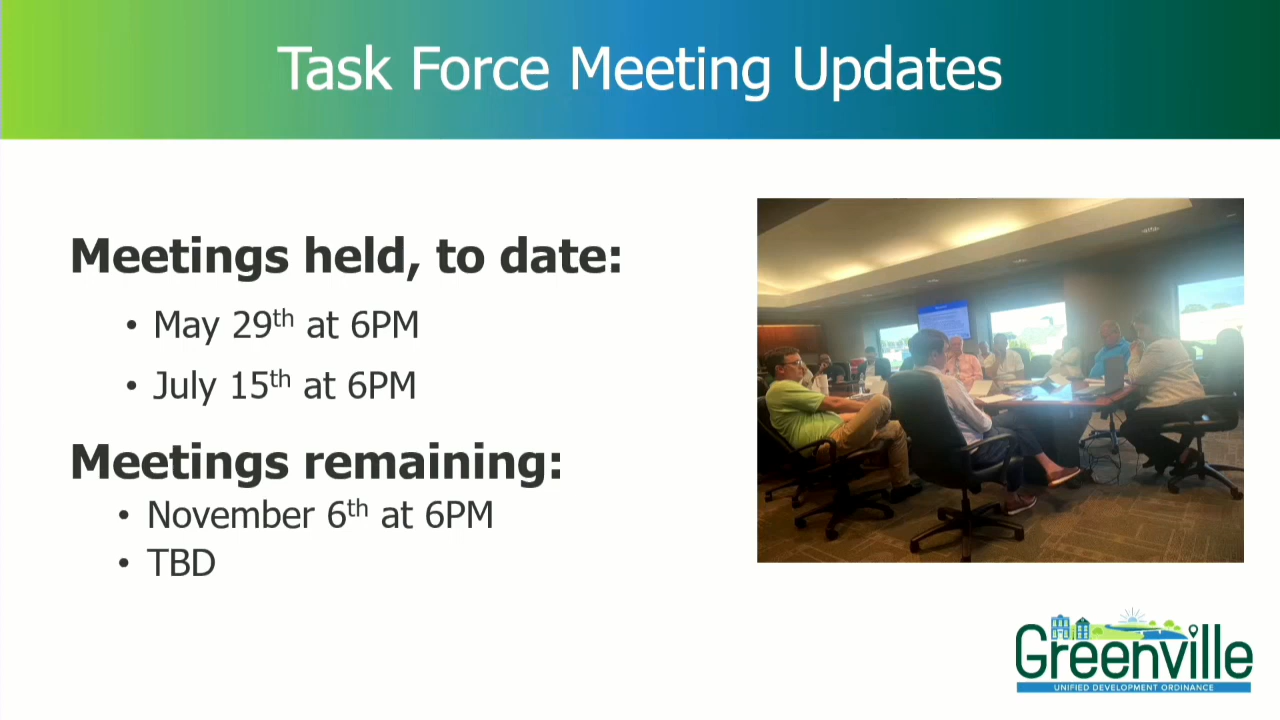 Task Force Meeting Updates
Meetings held, to date:
• May 29th at 6PM
• July 15th at 6PM
Meetings remaining:
• November 6th at 6PM
• TBD
Greenville
UNIFIED DEVELOPMENT ORDINANCE